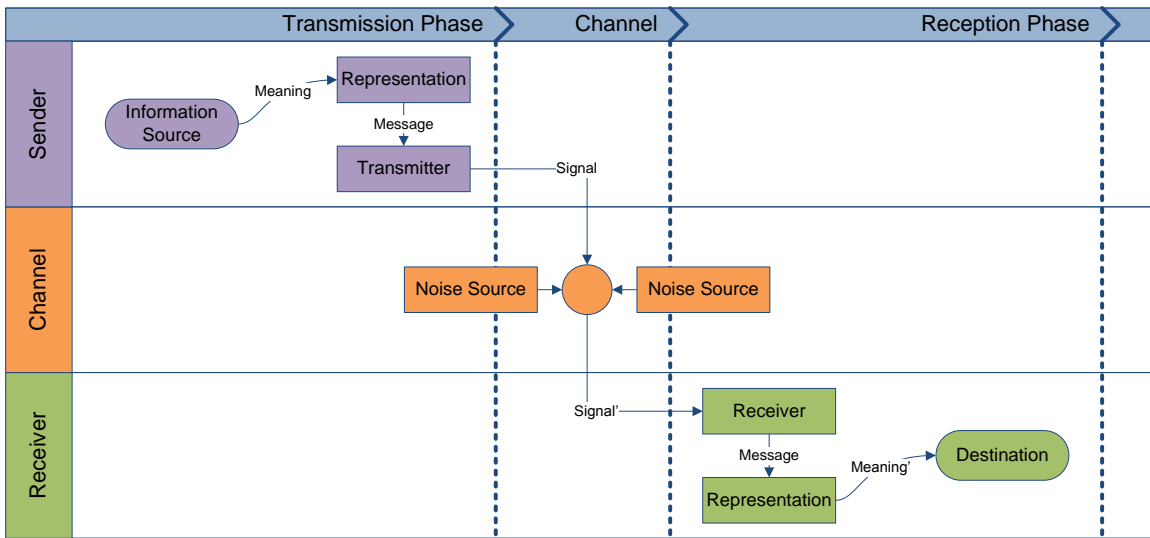 Transmission Phase
Channel
Reception Phase
Sender
Information
Source
Meaning
Representation
Message
Transmitter
Signal
Channel
Noise Source
Noise Source
Receiver
Signal'
Receiver
Message
Representation
Meaning'
Destination